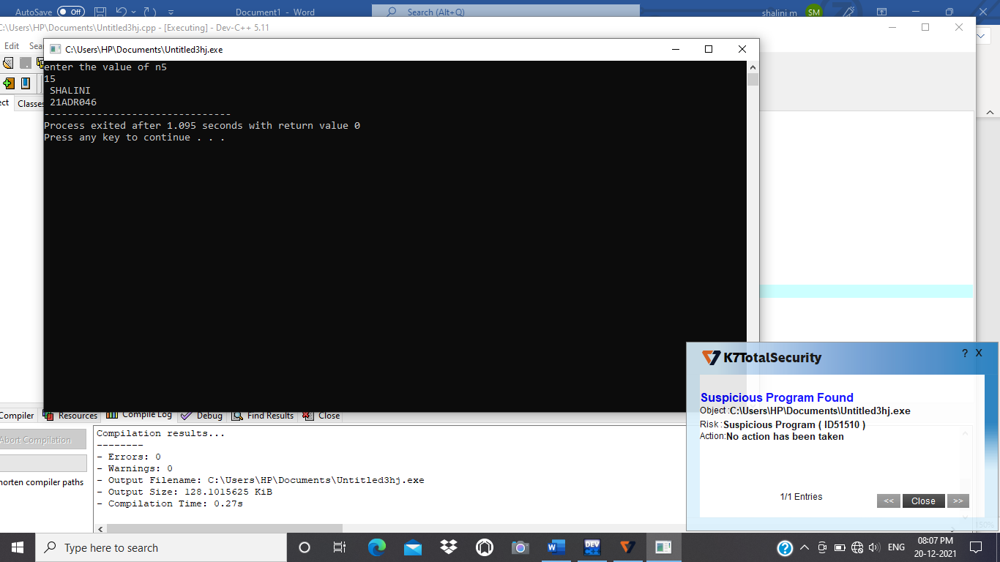 AutoSave Off Document1 - Word Search (Alt+Q) shalini m SM
C:\Users\HP\Documents\Untitled3hj.cpp - [Executing] - Dev-C++ 5.11
Edit Sea
C:\Users\HP\Documents\Untitled3hj.exe
enter the value of n5
15
SHALINI
21ADR046
--------------------------------
Process exited after 1.095 seconds with return value 0
Press any key to continue . . .
ect Classes
K7TotalSecurity ? X
Suspicious Program Found
Object :C:\Users\HP\Documents\Untitled3hj.exe
Risk :Suspicious Program ( ID51510 )
Action:No action has been taken
1/1 Entries << Close >>
Compiler Resources Compile Log Debug Find Results Close
Abort Compilation
horten compiler paths
Compilation results...
--------
- Errors: 0
- Warnings: 0
- Output Filename: C:\Users\HP\Documents\Untitled3hj.exe
- Output Size: 128.1015625 KiB
- Compilation Time: 0.27s
Type here to search
DEV
C++
W
ENG
08:07 PM
20-12-2021